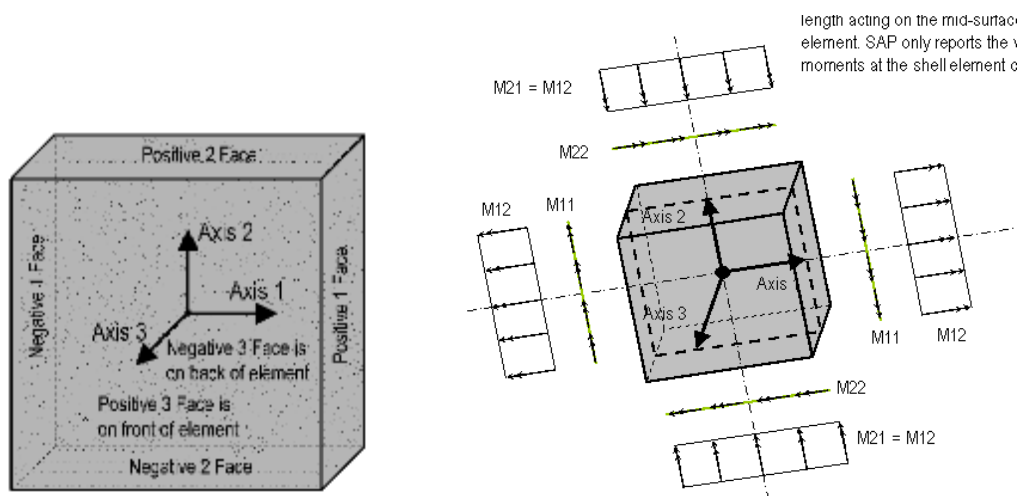 Positive 2 Face
Axis 2
Axis 1
Axis 3
Negative 1 Face
Positive 1 Face
Negative 3 Face is
on back of element
Positive 3 Face is
on front of element
Negative 2 Face
length acting on the mid-surface
element. SAP only reports the
moments at the shell element
M21 = M12
M22
M12
M11
Axis 2
Axis
Axis 3
M11
M12
M22
M21 = M12